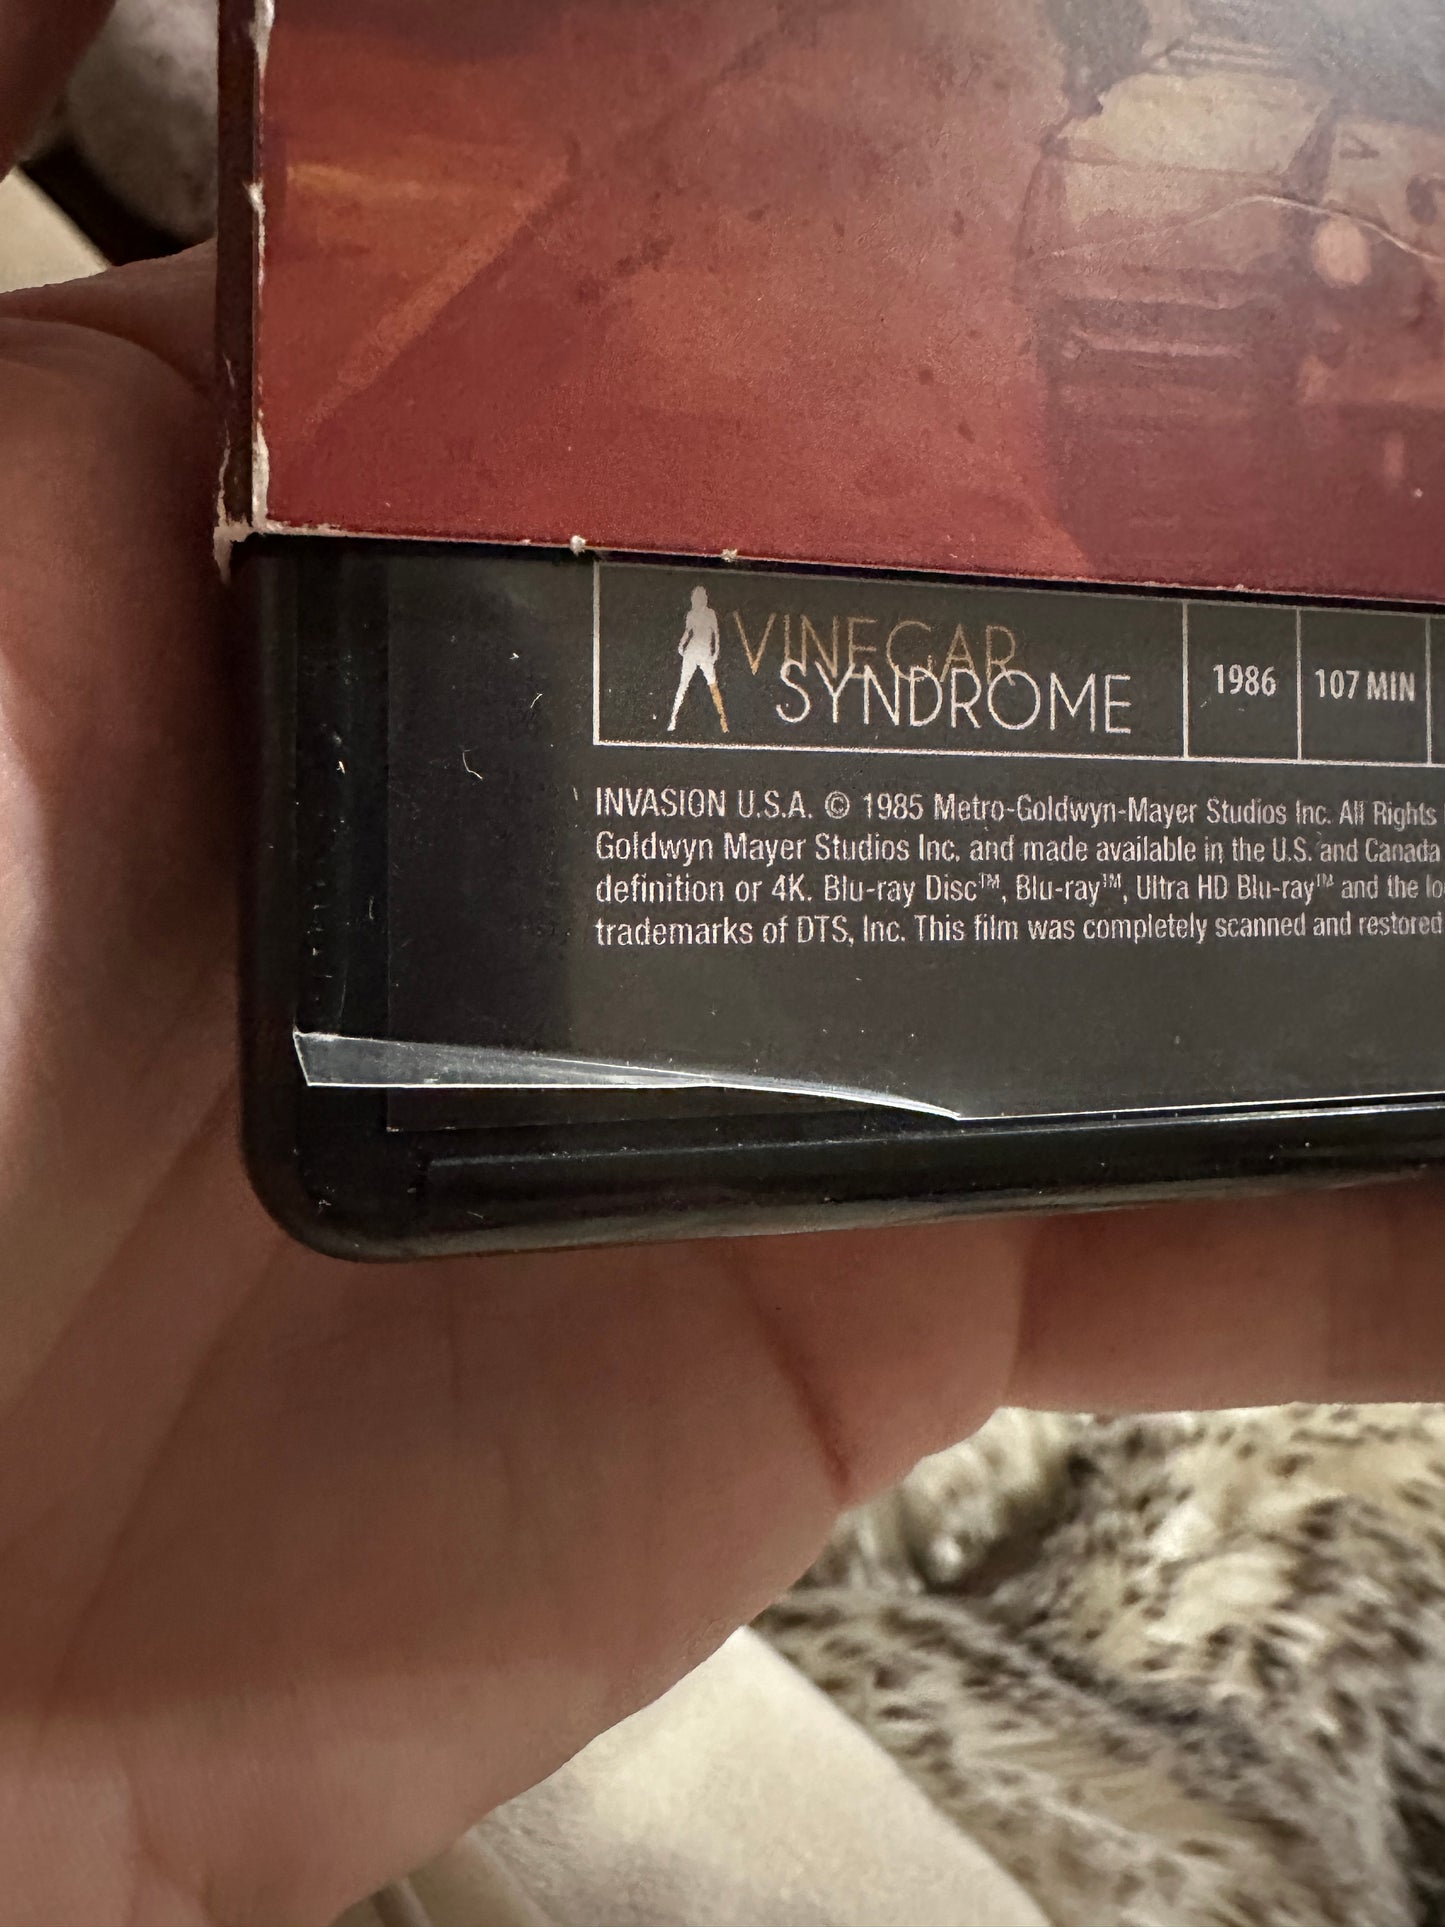 VINEGAR
SYNDROME
1986
107 MIN
INVASION U.S.A. © 1985 Metro-Goldwyn-Mayer Studios Inc. All Rights
Goldwyn Mayer Studios Inc. and made available in the U.S. and Canada
definition or 4K. Blu-ray Disc™, Blu-ray™, Ultra HD Blu-ray™ and the lo
trademarks of DTS, Inc. This film was completely scanned and restored